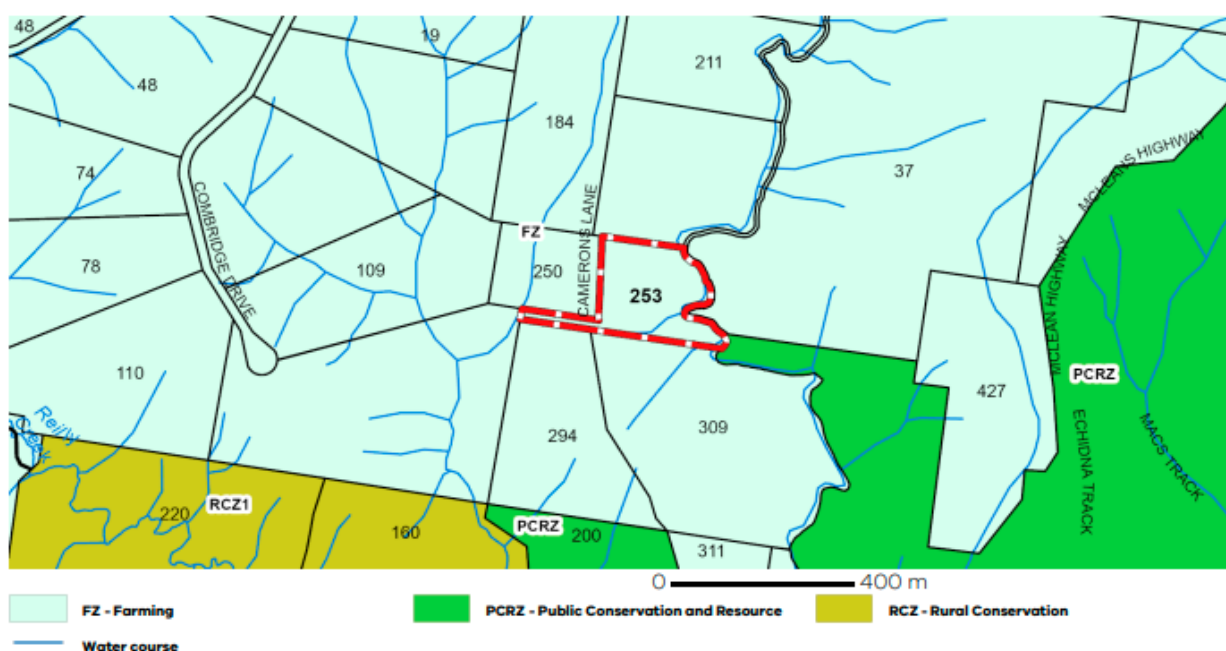 48
19
48
211
184
74
37
MCLEANS HIGHWAY
COMBRIDGE DRIVE
CAMERONS LANE
FZ
78
109
250
253
MCLEAN HIGHWAY
110
PCRZ
427
Reilly
Creek
294
309
ECHIDNA TRACK
MACS TRACK
RCZ1
220
160
PCRZ
200
311
0 400 m
FZ - Farming
PCRZ - Public Conservation and Resource
RCZ - Rural Conservation
Water course